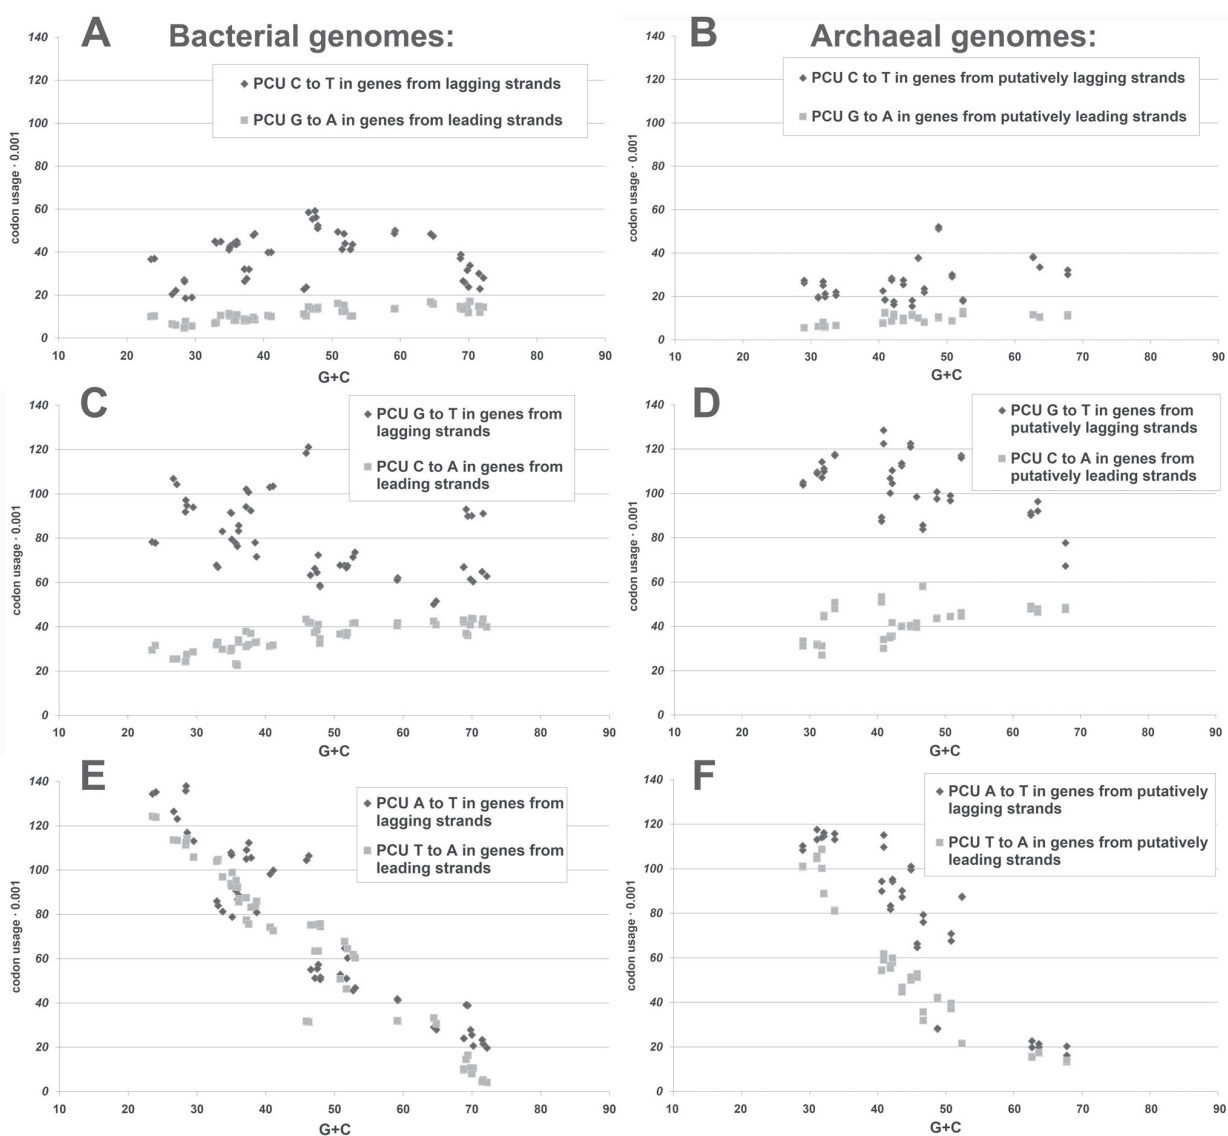 A
Bacterial genomes:
140
120
100
80
60
40
20
0
codon usage · 0.001
PCU C to T in genes from lagging strands
PCU G to A in genes from leading strands
10 20 30 40 50 60 70 80 90
G+C
B
Archaeal genomes:
140
120
100
80
60
40
20
0
codon usage · 0.001
PCU C to T in genes from putatively lagging strands
PCU G to A in genes from putatively leading strands
10 20 30 40 50 60 70 80 90
G+C
C
140
120
100
80
60
40
20
0
codon usage · 0.001
PCU G to T in genes from
lagging strands
PCU C to A in genes from
leading strands
10 20 30 40 50 60 70 80 90
G+C
D
140
120
100
80
60
40
20
0
codon usage · 0.001
PCU G to T in genes from
putatively lagging strands
PCU C to A in genes from
putatively leading strands
10 20 30 40 50 60 70 80 90
G+C
E
140
120
100
80
60
40
20
0
codon usage · 0.001
PCU A to T in genes from
lagging strands
PCU T to A in genes from
leading strands
10 20 30 40 50 60 70 80 90
G+C
F
140
120
100
80
60
40
20
0
codon usage · 0.001
PCU A to T in genes from putatively
lagging strands
PCU T to A in genes from putatively
leading strands
10 20 30 40 50 60 70 80 90
G+C